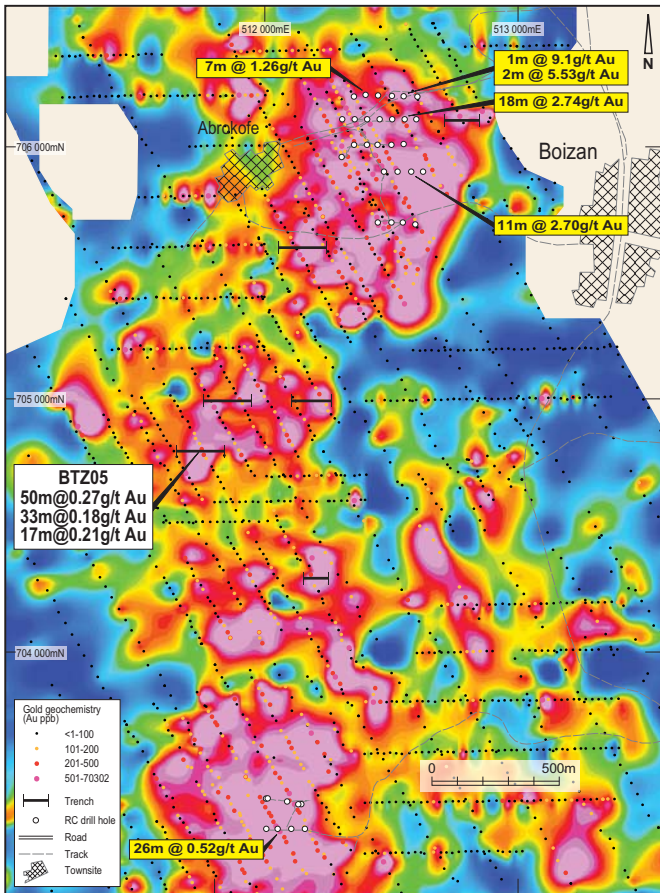 512 000mE
513 000mE
N
7m @ 1.26g/t Au
1m @ 9.1g/t Au
2m @ 5.53g/t Au
18m @ 2.74g/t Au
Abrokofe
706 000mN
Boizan
11m @ 2.70g/t Au
705 000mN
BTZ05
50m@0.27g/t Au
33m@0.18g/t Au
17m@0.21g/t Au
704 000mN
Gold geochemistry
(Au ppb)
<1-100
101-200
201-500
501-70302
Trench
RC drill hole
Road
Track
Townsite
0 500m
26m @ 0.52g/t Au